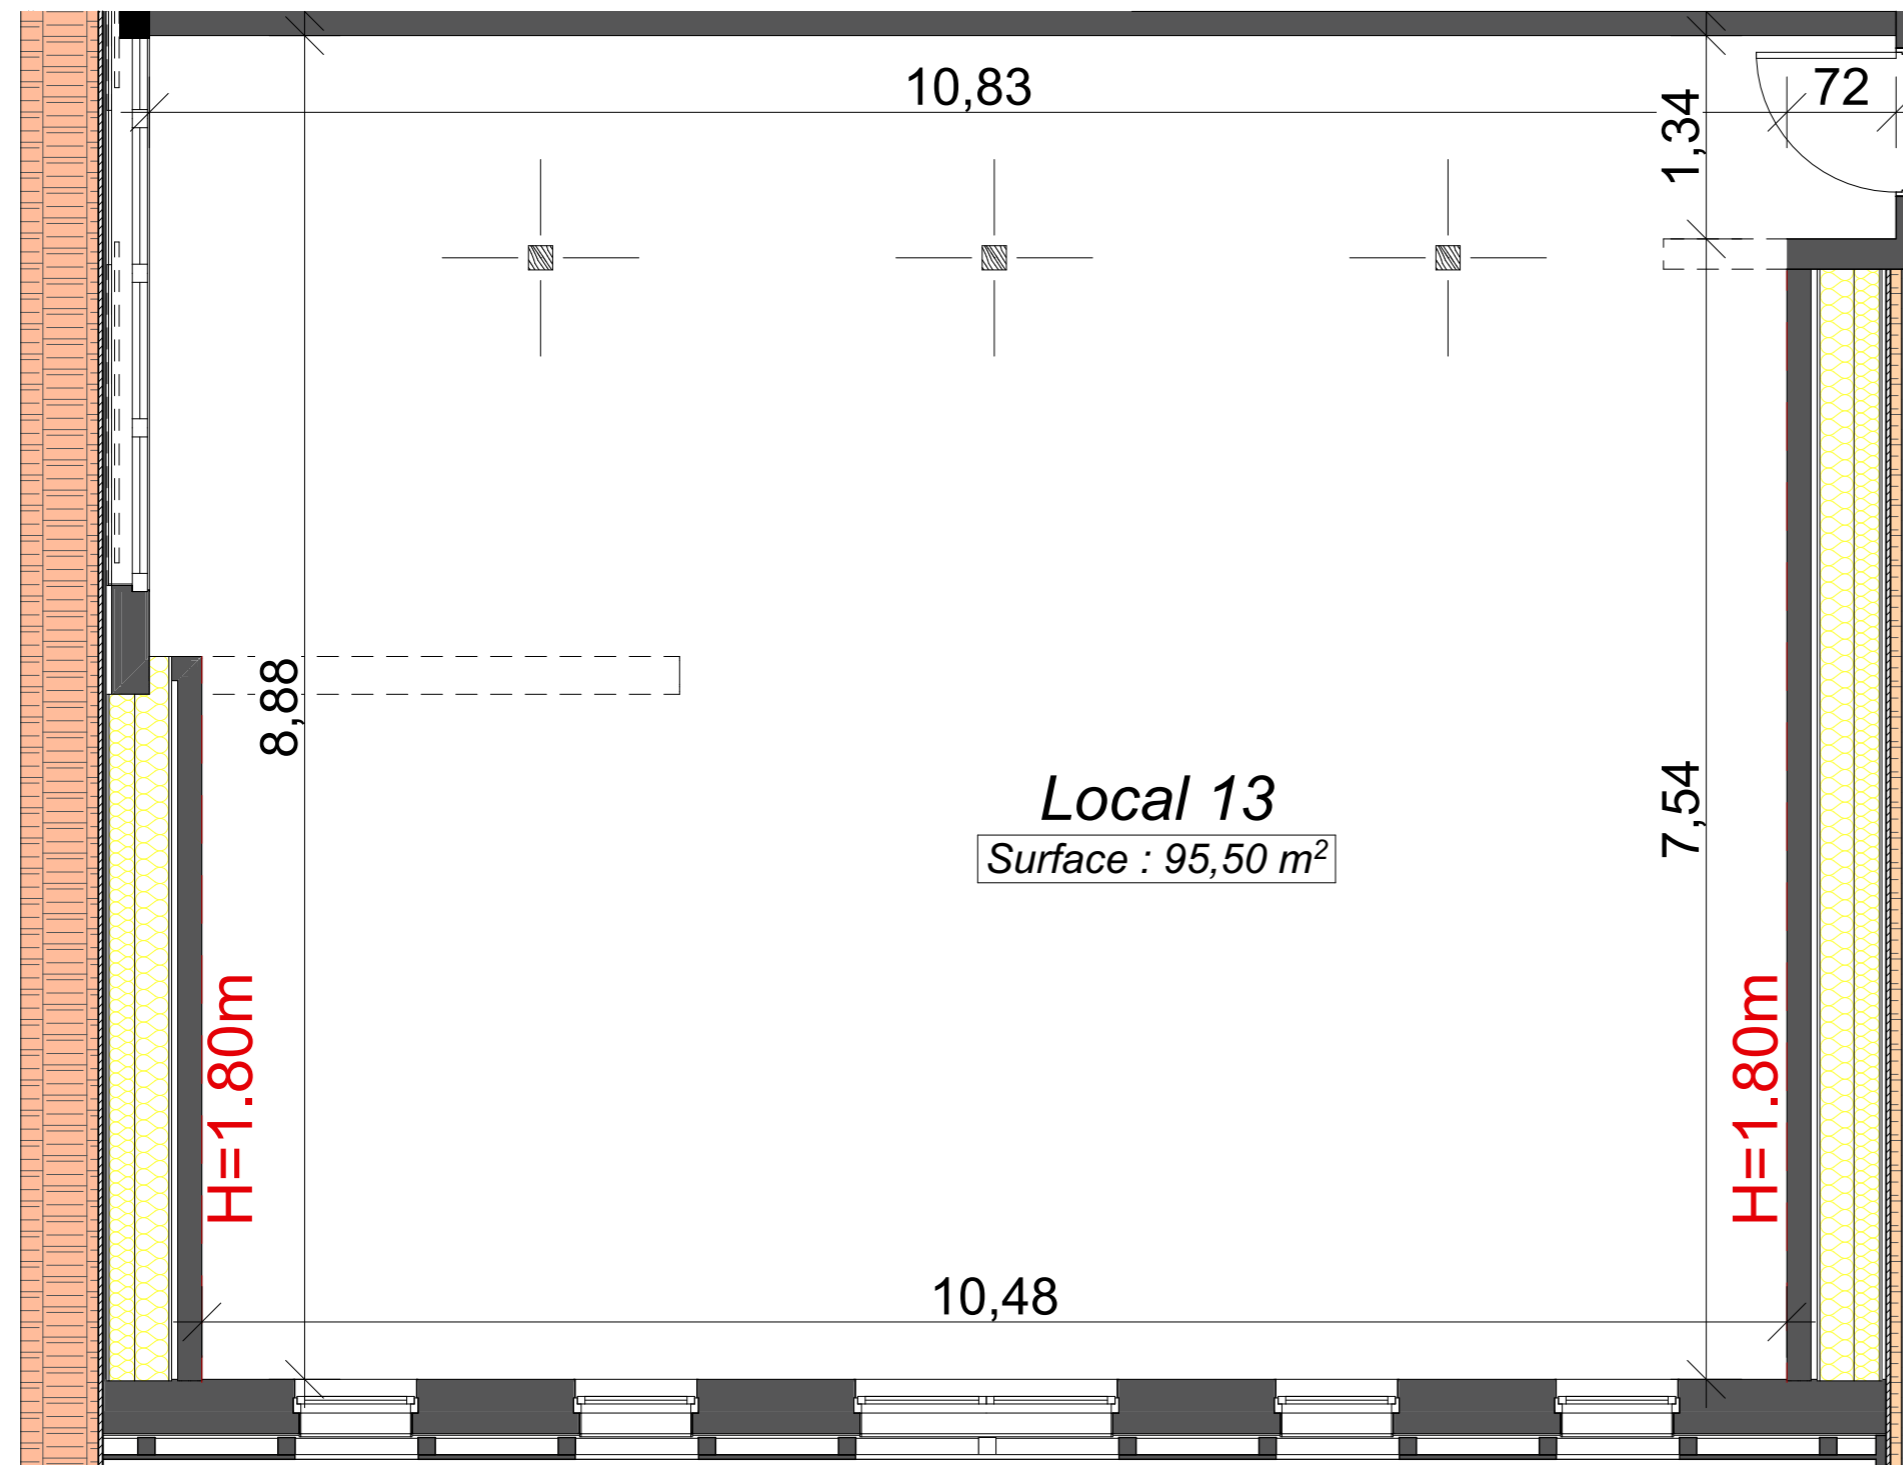 10,83
72
1,34
8,88
Local 13
Surface : 95,50 m²
7,54
H=1.80m
H=1.80m
10,48